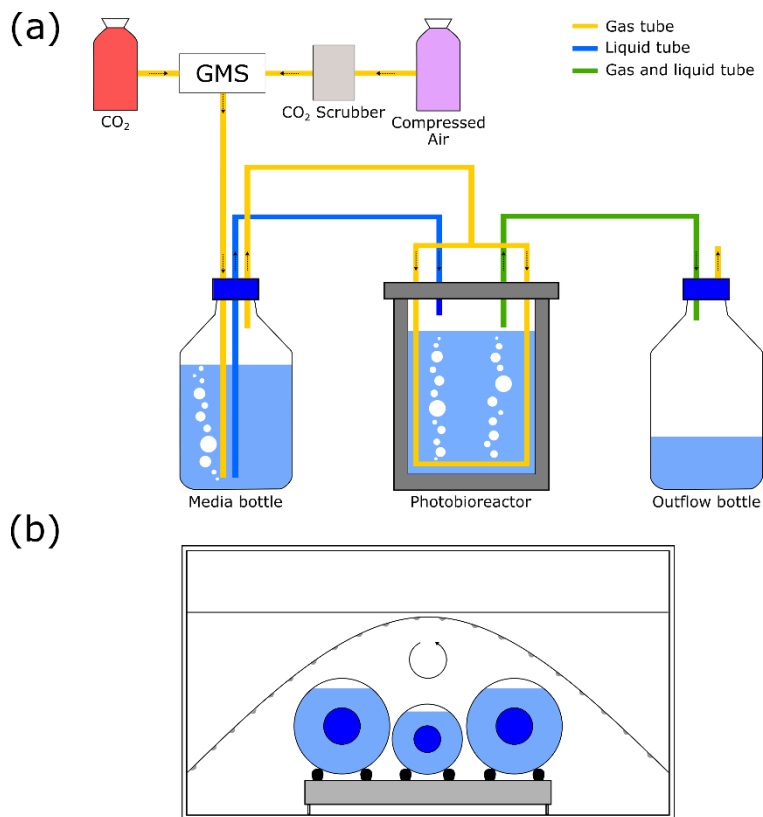 (a)
GMS
CO₂
CO₂ Scrubber
Compressed
Air
Gas tube
Liquid tube
Gas and liquid tube
Media bottle
Photobioreactor
Outflow bottle
(b)